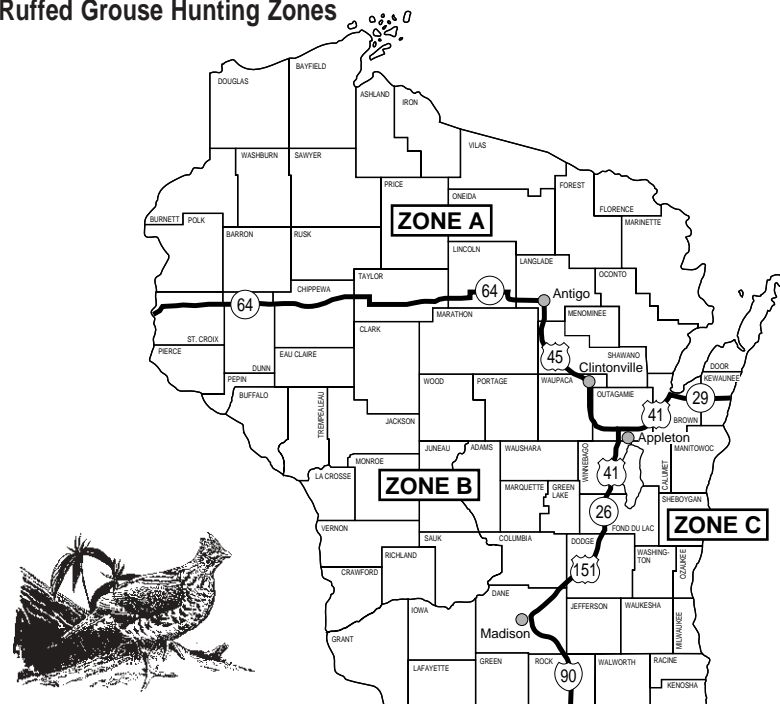 Ruffed Grouse Hunting Zones
BAYFIELD
DOUGLAS
ASHLAND
IRON
VILAS
WASHBURN
SAWYER
PRICE
ONEIDA
FOREST
FLORENCE
MARINETTE
BURNETT
POLK
ZONE A
BARRON
RUSK
LINCOLN
LANGLADE
TAYLOR
OCONTO
CHIPPEWA
64
64
Antigo
MARATHON
MENOMINEE
CLARK
ST. CROIX
PIERCE
EAU CLAIRE
45
SHAWANO
Clintonville
DUNN
PEPIN
DOOR
KEWAUNEE
WOOD
PORTAGE
WAUPACA
BUFFALO
TREMPEALEAU
OUTAGAMIE
29
41
BROWN
JACKSON
Appleton
JUNEAU
ADAMS
WAUSHARA
WINNEBAGO
MANITOWOC
MONROE
CALUMET
LA CROSSE
41
ZONE B
MARQUETTE
GREEN
LAKE
SHEBOYGAN
26
VERNON
FOND DU LAC
ZONE C
SAUK
COLUMBIA
DODGE
RICHLAND
WASHING-
TON
OZAUKEE
CRAWFORD
151
DANE
IOWA
JEFFERSON
WAUKESHA
MILWAUKEE
Madison
GRANT
LAFAYETTE
GREEN
ROCK
WALWORTH
RACINE
90
KENOSHA